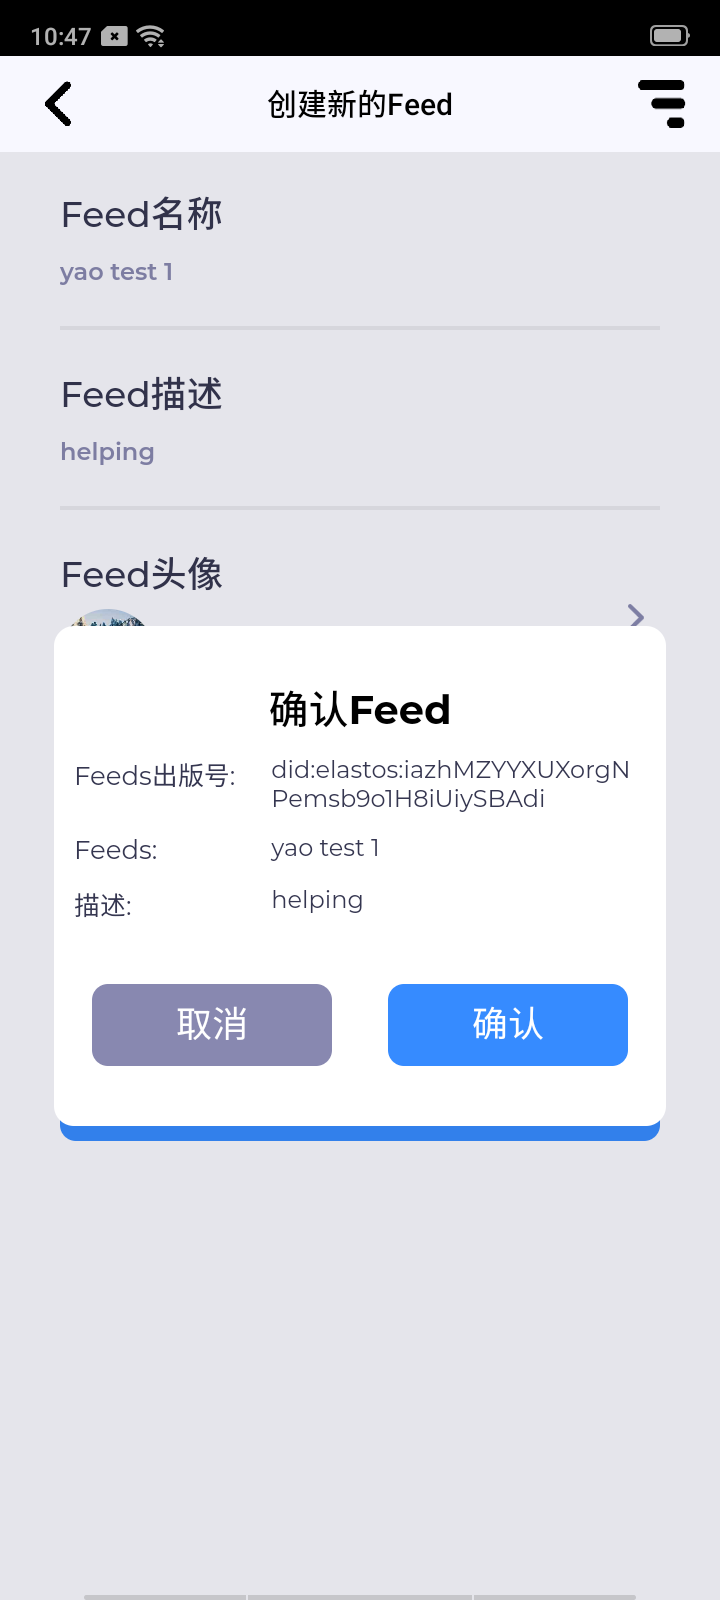 10:47
创建新的Feed
Feed名称
yao test 1
Feed描述
helping
Feed头像
确认Feed
Feeds出版号:
did:elastos:iazhMZYYXUXorgN
Pemsb9o1H8iUiySBAdi
Feeds:
yao test 1
描述:
helping
取消
确认